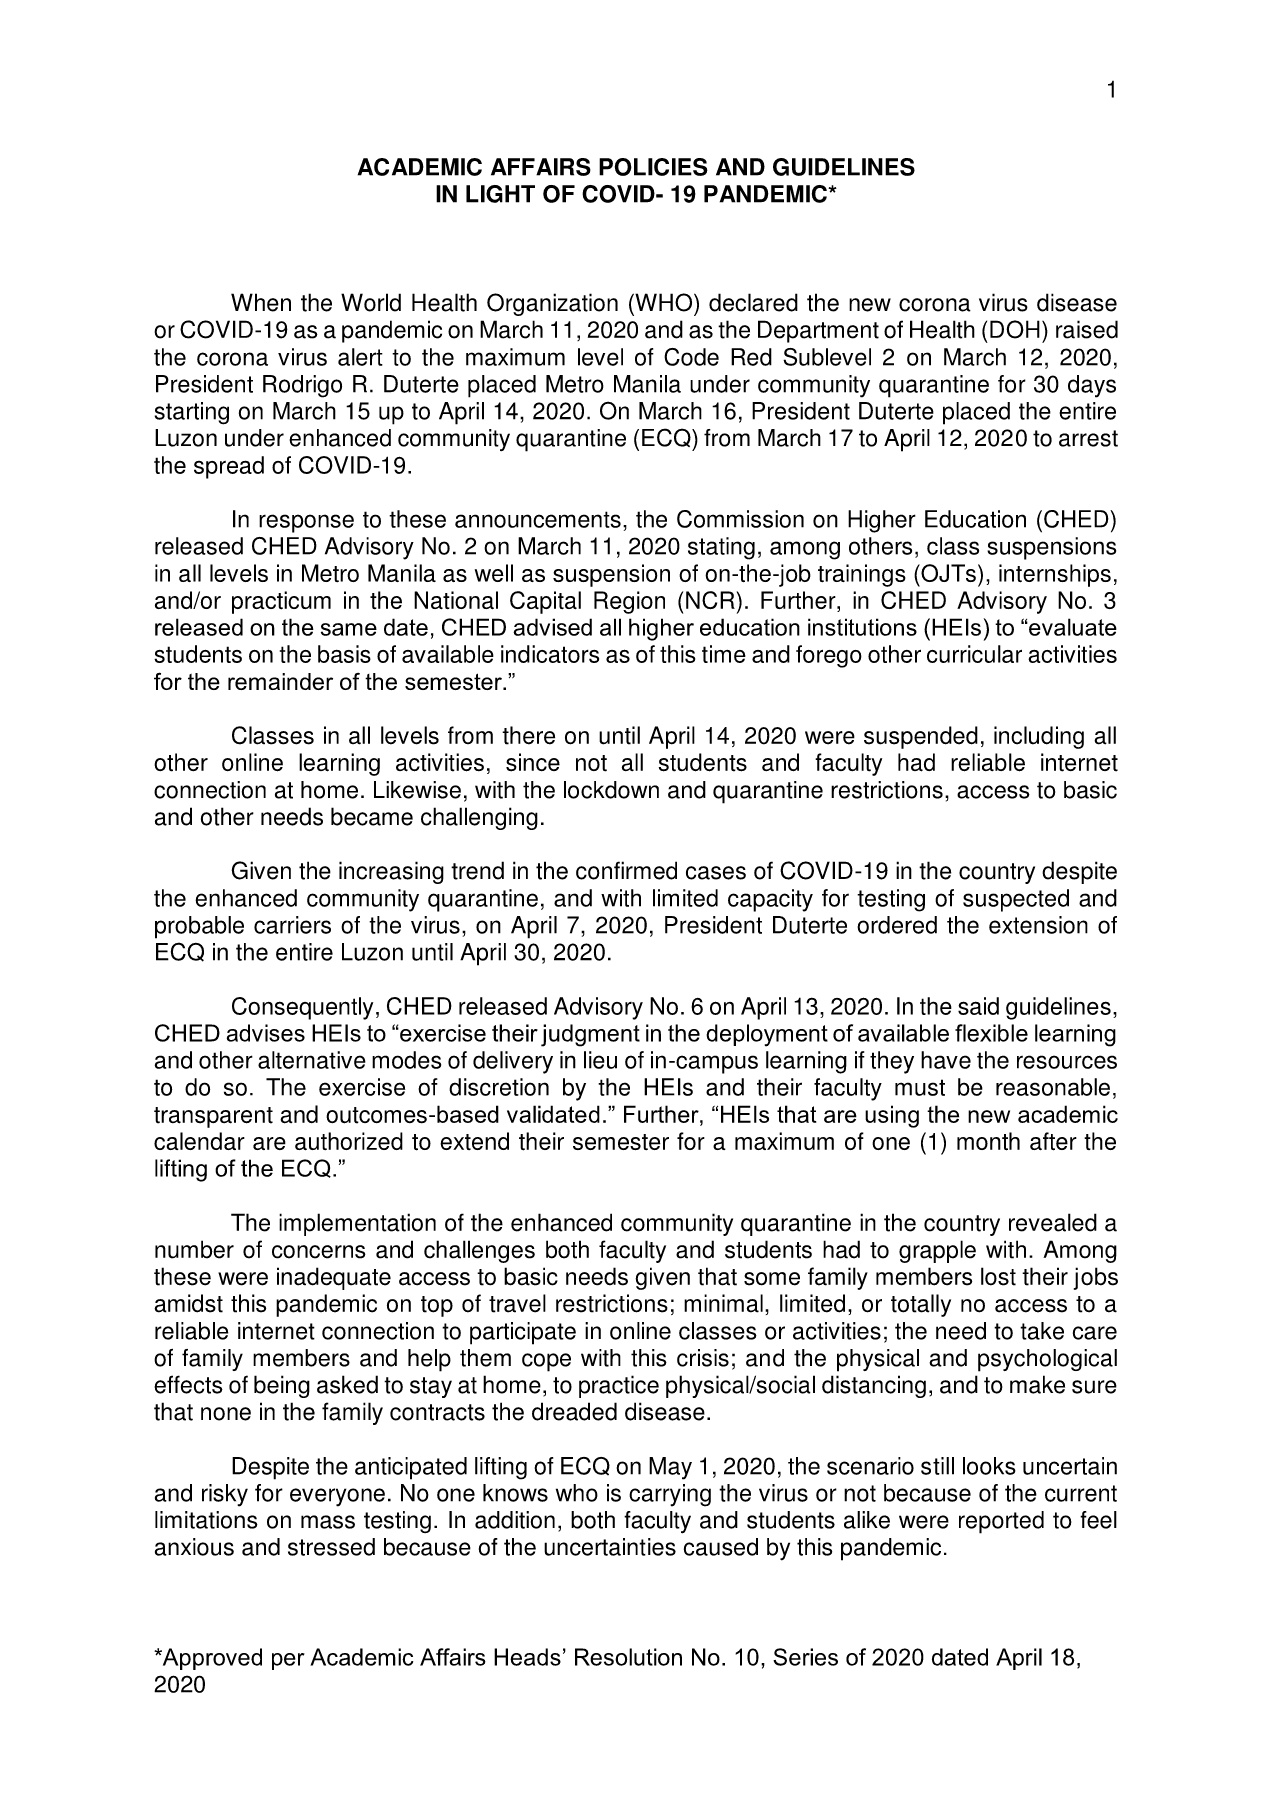 1
ACADEMIC AFFAIRS POLICIES AND GUIDELINES
IN LIGHT OF COVID- 19 PANDEMIC*
When the World Health Organization (WHO) declared the new corona virus disease
or COVID-19 as a pandemic on March 11, 2020 and as the Department of Health (DOH) raised
the corona virus alert to the maximum level of Code Red Sublevel 2 on March 12, 2020,
President Rodrigo R. Duterte placed Metro Manila under community quarantine for 30 days
starting on March 15 up to April 14, 2020. On March 16, President Duterte placed the entire
Luzon under enhanced community quarantine (ECQ) from March 17 to April 12, 2020 to arrest
the spread of COVID-19.
In response to these announcements, the Commission on Higher Education (CHED)
released CHED Advisory No. 2 on March 11, 2020 stating, among others, class suspensions
in all levels in Metro Manila as well as suspension of on-the-job trainings (OJTs), internships,
and/or practicum in the National Capital Region (NCR). Further, in CHED Advisory No. 3
released on the same date, CHED advised all higher education institutions (HEIs) to “evaluate
students on the basis of available indicators as of this time and forego other curricular activities
for the remainder of the semester.”
Classes in all levels from there on until April 14, 2020 were suspended, including all
other online learning activities, since not all students and faculty had reliable internet
connection at home. Likewise, with the lockdown and quarantine restrictions, access to basic
and other needs became challenging.
Given the increasing trend in the confirmed cases of COVID-19 in the country despite
the enhanced community quarantine, and with limited capacity for testing of suspected and
probable carriers of the virus, on April 7, 2020, President Duterte ordered the extension of
ECQ in the entire Luzon until April 30, 2020.
Consequently, CHED released Advisory No. 6 on April 13, 2020. In the said guidelines,
CHED advises HEIs to “exercise their judgment in the deployment of available flexible learning
and other alternative modes of delivery in lieu of in-campus learning if they have the resources
to do so. The exercise of discretion by the HEIs and their faculty must be reasonable,
transparent and outcomes-based validated.” Further, “HEIs that are using the new academic
calendar are authorized to extend their semester for a maximum of one (1) month after the
lifting of the ECQ.”
The implementation of the enhanced community quarantine in the country revealed a
number of concerns and challenges both faculty and students had to grapple with. Among
these were inadequate access to basic needs given that some family members lost their jobs
amidst this pandemic on top of travel restrictions; minimal, limited, or totally no access to a
reliable internet connection to participate in online classes or activities; the need to take care
of family members and help them cope with this crisis; and the physical and psychological
effects of being asked to stay at home, to practice physical/social distancing, and to make sure
that none in the family contracts the dreaded disease.
Despite the anticipated lifting of ECQ on May 1, 2020, the scenario still looks uncertain
and risky for everyone. No one knows who is carrying the virus or not because of the current
limitations on mass testing. In addition, both faculty and students alike were reported to feel
anxious and stressed because of the uncertainties caused by this pandemic.
*Approved per Academic Affairs Heads’ Resolution No. 10, Series of 2020 dated April 18,
2020